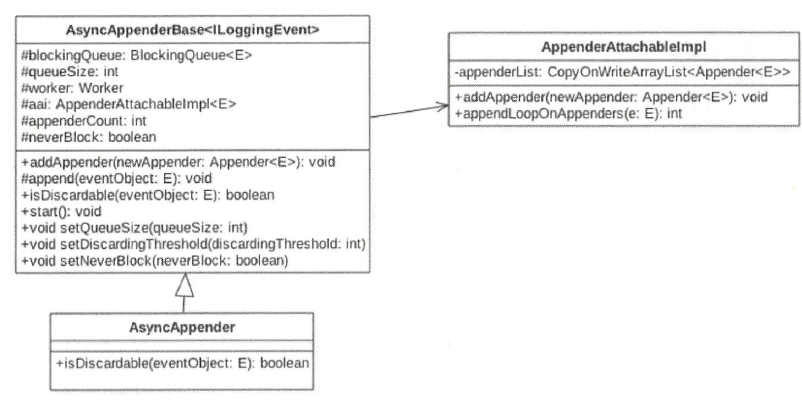 AsyncAppenderBase<ILoggingEvent>
#blockingQueue: BlockingQueue<E>
#queueSize: int
#worker: Worker
#aai: AppenderAttachableImpl<E>
#appenderCount: int
#neverBlock: boolean
+addAppender(newAppender: Appender<E>): void
#append(eventObject: E): void
+isDiscardable(eventObject: E): boolean
+start(): void
+void setQueueSize(queueSize: int)
+void setDiscardingThreshold(discardingThreshold: int)
+void setNeverBlock(neverBlock: boolean)
AppenderAttachableImpl
-appenderList: CopyOnWriteArrayList<Appender<E>>
+addAppender(newAppender: Appender<E>): void
+appendLoopOnAppenders(e: E): int
AsyncAppender
+isDiscardable(eventObject: E): boolean